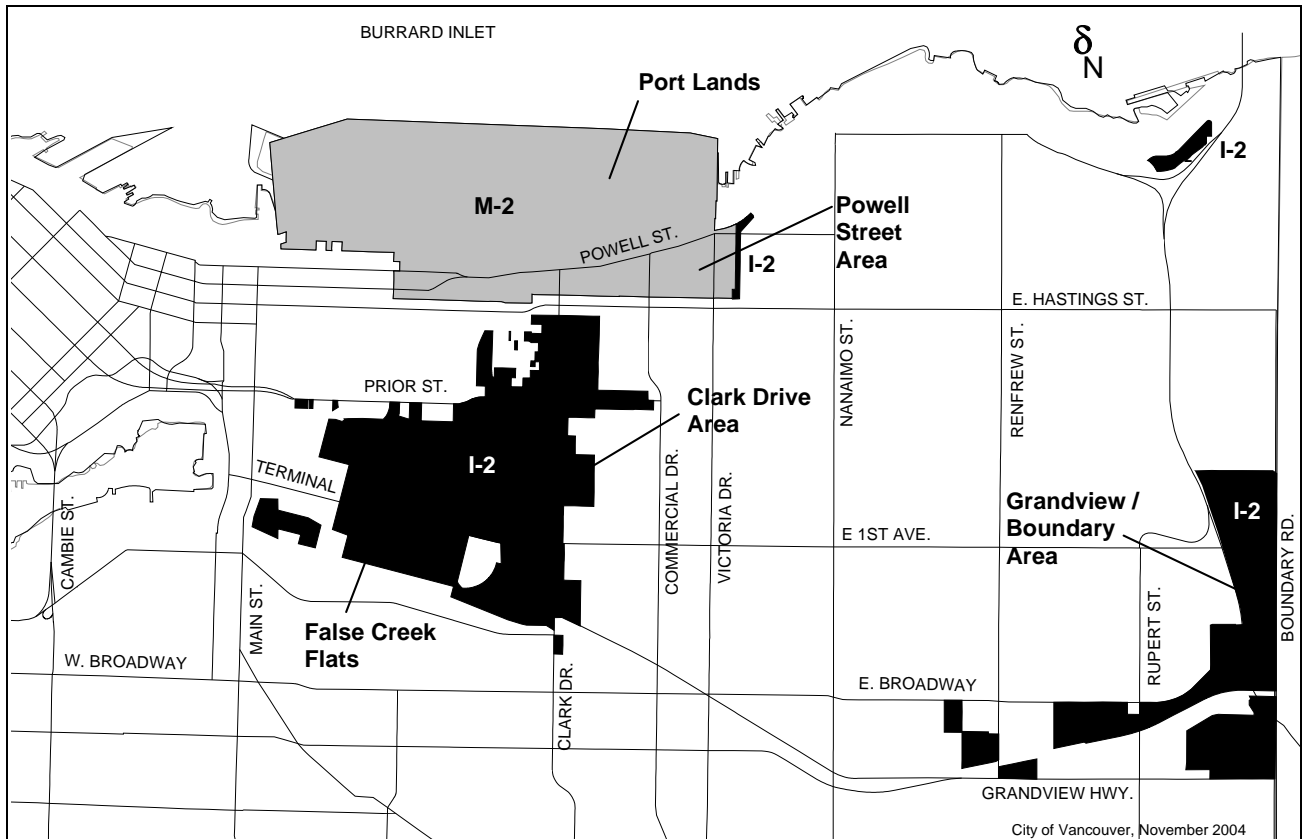 BURRARD INLET
δ
N
Port Lands
I-2
M-2
Powell
Street
Area
POWELL ST.
I-2
E. HASTINGS ST.
NANAIMO ST.
RENFREW ST.
PRIOR ST.
Clark Drive
Area
I-2
TERMINAL
COMMERCIAL DR.
VICTORIA DR.
Grandview /
Boundary
Area
I-2
E 1ST AVE.
CAMBIE ST.
MAIN ST.
BOUNDARY RD.
RUPERT ST.
False Creek
Flats
W. BROADWAY
E. BROADWAY
CLARK DR.
GRANDVIEW HWY.
City of Vancouver, November 2004